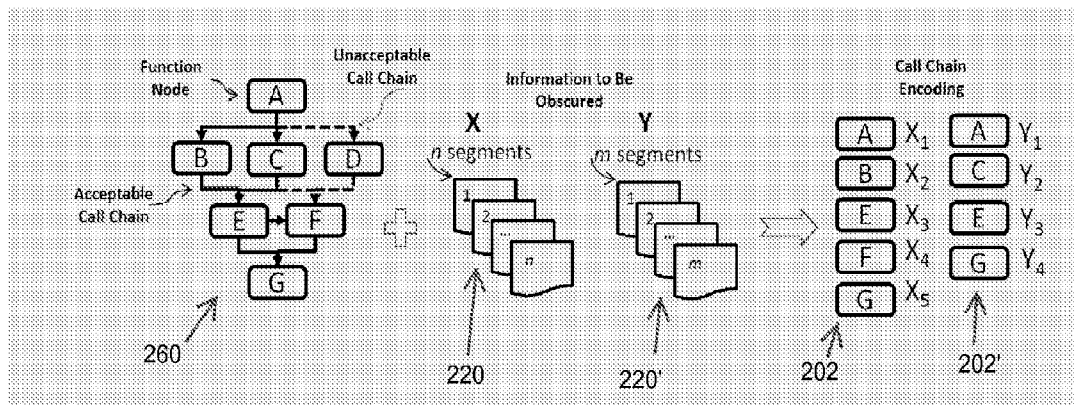 Function
Node
Unacceptable
Call Chain
Information to Be
Obscured
Call Chain
Encoding
A
B
C
D
Acceptable
Call Chain
E
F
G
260
X
n segments
1
2
...
n
220
Y
m segments
1
2
...
m
220'
A X1
B X2
E X3
F X4
G X5
202
A Y1
C Y2
E Y3
G Y4
202'